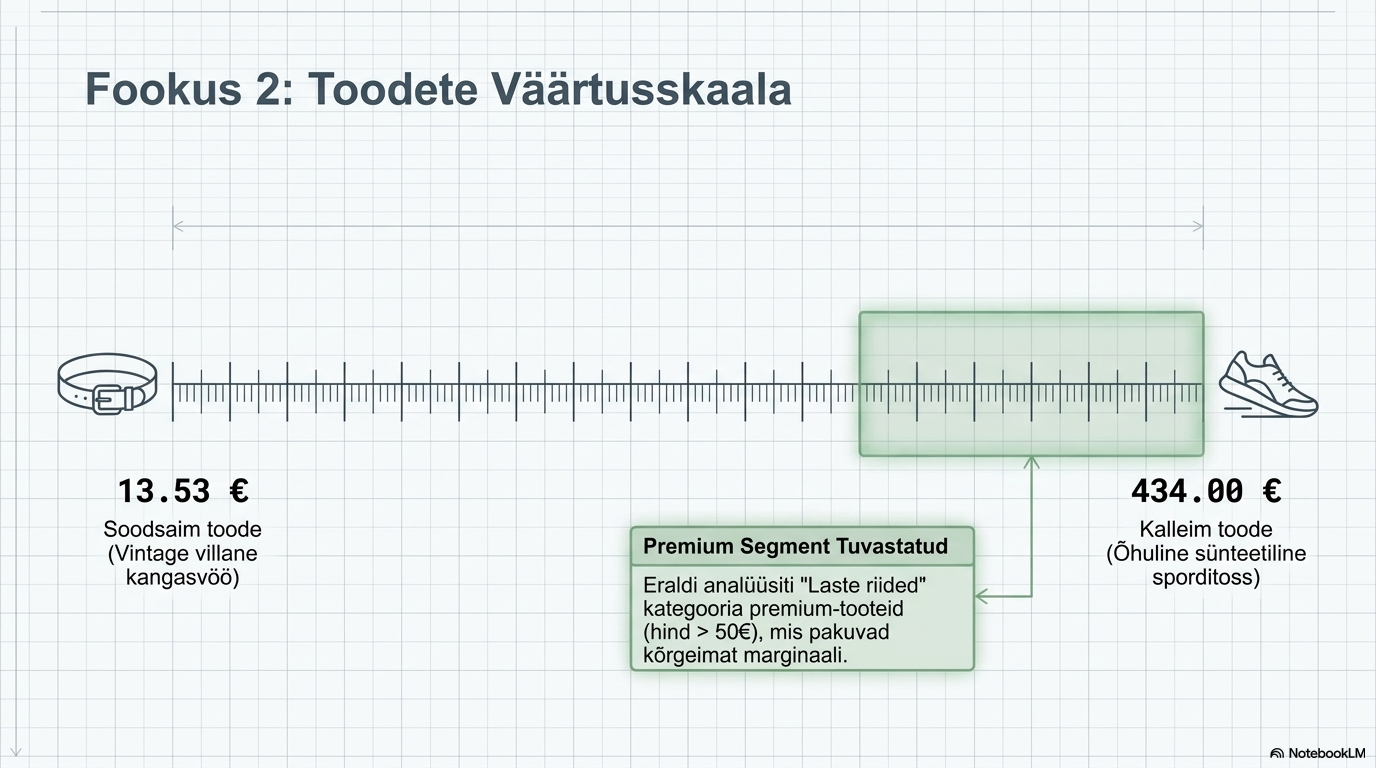 Fookus 2: Toodete Väärtusskaala
13.53 €
Soodsaim toode
(Vintage villane
kangasvöö)
434.00 €
Kalleim toode
(Õhuline sünteetiline
sporditoss)
Premium Segment Tuvastatud
Eraldi analüüsiti "Laste riided"
kategooria premium-tooteid
(hind > 50€), mis pakuvad
kõrgeimat marginaali.
NotebookLM